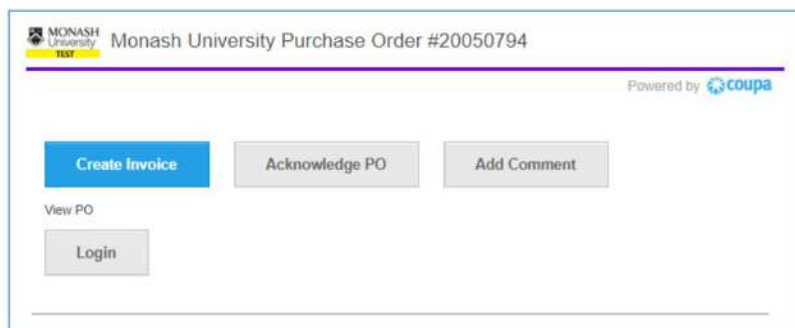 MONASH
University
TEST
Monash University Purchase Order #20050794
Powered by coupa
Create Invoice
Acknowledge PO
Add Comment
View PO
Login